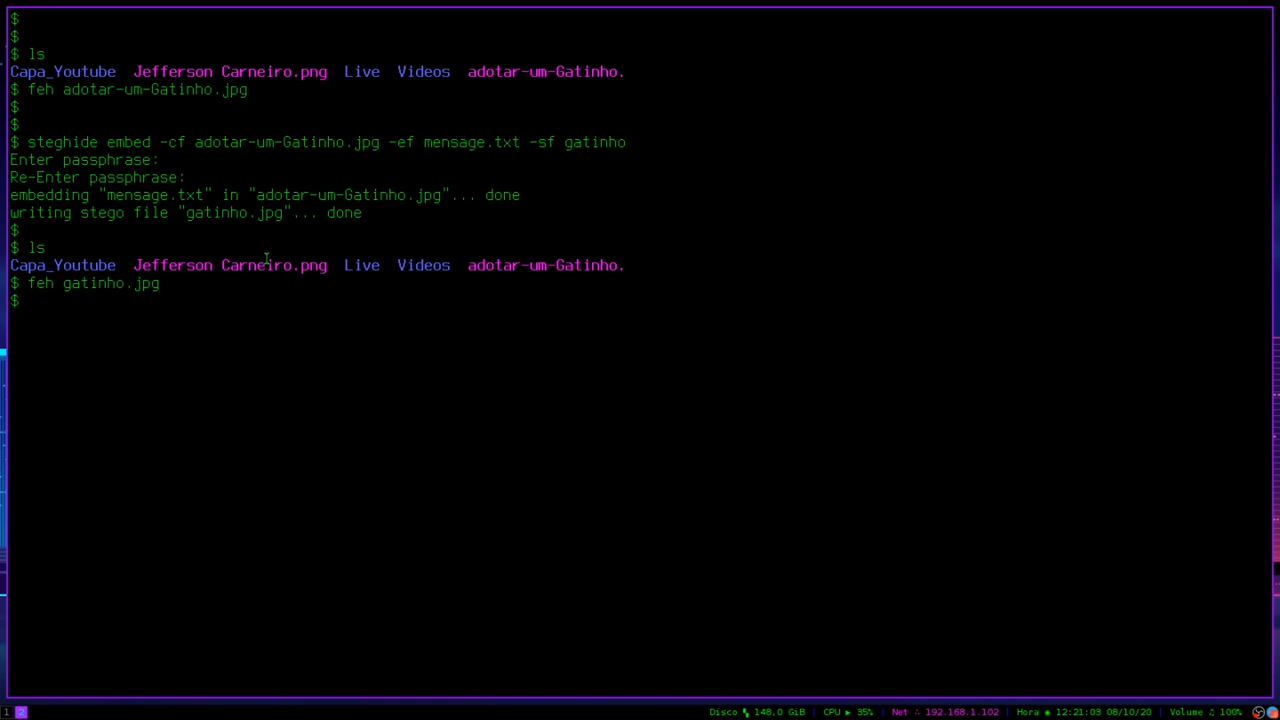 $
$
$ ls
Capa_Youtube Jefferson Carneiro.png Live Videos adotar-um-Gatinho.
$ feh adotar-um-Gatinho.jpg
$
$
$ steghide embed -cf adotar-um-Gatinho.jpg -ef mensage.txt -sf gatinho
Enter passphrase:
Re-Enter passphrase:
embedding "mensage.txt" in "adotar-um-Gatinho.jpg"... done
writing stego file "gatinho.jpg"... done
$
$ ls
Capa_Youtube Jefferson Carneiro.png Live Videos adotar-um-Gatinho.
$ feh gatinho.jpg
$
1 2 Disco 148,0 GiB | CPU ▶ 35% | Net ∴ 192.168.1.102 | Hora ◉ 12:21:03 08/10/20 | Volume ♫ 100%